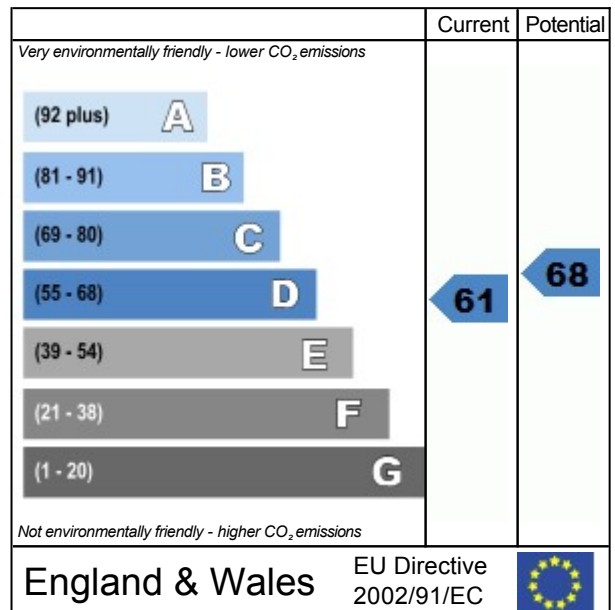 Current Potential
Very environmentally friendly - lower CO₂ emissions
(92 plus) A
(81 - 91) B
(69 - 80) C
(55 - 68) D
61
68
(39 - 54) E
(21 - 38) F
(1 - 20) G
Not environmentally friendly - higher CO₂ emissions
England & Wales
EU Directive
2002/91/EC